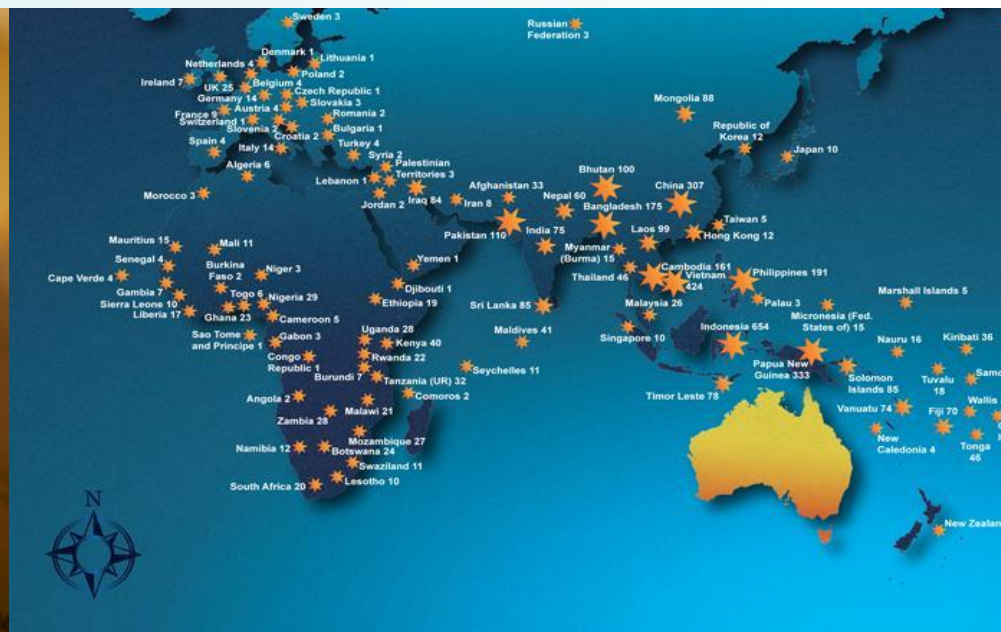 Sweden 3
Russian
Federation 3
Denmark 1
Lithuania 1
Netherlands 4
Poland 2
Ireland 7
UK 25
Belgium 4
Czech Republic 1
Germany 14
Slovakia 3
Austria 4
France 9
Romania 2
Switzerland 1
Slovenia 2
Bulgaria 1
Croatia 2
Spain 4
Italy 14
Turkey 4
Algeria 6
Syria 2
Palestinian
Territories 3
Lebanon 1
Morocco 3
Jordan 2
Iraq 84
Iran 8
Afghanistan 33
Mongolia 88
Republic of
Korea 12
Japan 10
Bhutan 100
Nepal 60
China 307
Bangladesh 175
Pakistan 110
India 75
Taiwan 5
Hong Kong 12
Laos 99
Myanmar
(Burma) 15
Thailand 46
Cambodia 161
Vietnam
424
Philippines 191
Mauritius 15
Mali 11
Senegal 4
Burkina
Faso 2
Niger 3
Cape Verde 4
Gambia 7
Togo 6
Nigeria 29
Sierra Leone 10
Liberia 17
Ghana 23
Cameroon 5
Sao Tome
and Principe 1
Gabon 3
Congo
Republic 1
Yemen 1
Djibouti 1
Ethiopia 19
Uganda 28
Kenya 40
Rwanda 22
Burundi 7
Tanzania (UR) 32
Comoros 2
Seychelles 11
Maldives 41
Sri Lanka 85
Malaysia 26
Singapore 10
Indonesia 654
Timor Leste 78
Palau 3
Micronesia (Fed.
States of) 15
Marshall Islands 5
Nauru 16
Kiribati 36
Papua New
Guinea 333
Solomon
Islands 85
Tuvalu
18
Samo
Vanuatu 74
Fiji 70
Wallis
New
Caledonia 4
Tonga
46
New Zealan
Angola 2
Zambia 28
Malawi 21
Mozambique 27
Namibia 12
Botswana 24
Swaziland 11
Lesotho 10
South Africa 20
N